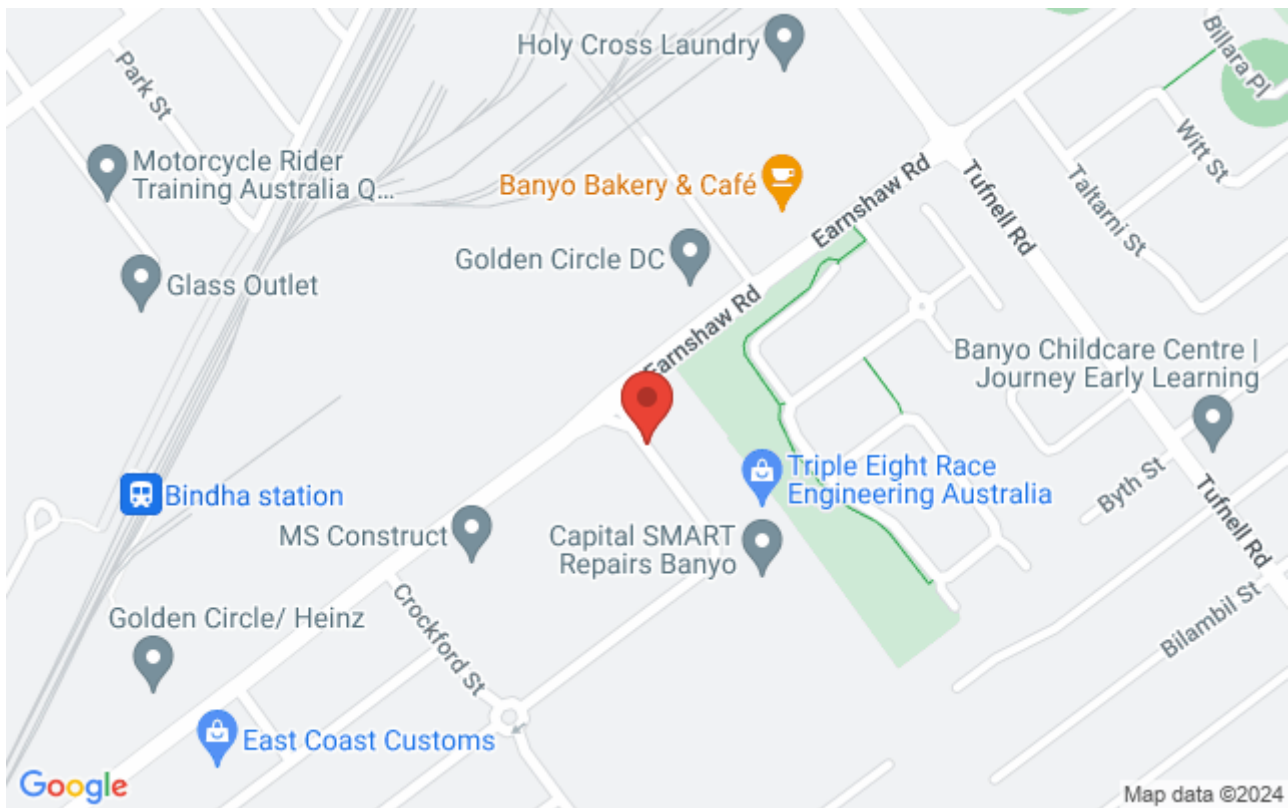 Holy Cross Laundry
Billara Pl
Park St
Witt St
Motorcycle Rider
Training Australia Q...
Banyo Bakery & Café
Earnshaw Rd
Tufnell Rd
Taltarni St
Golden Circle DC
Glass Outlet
Earnshaw Rd
Banyo Childcare Centre |
Journey Early Learning
Triple Eight Race
Engineering Australia
Byth St
Tufnell Rd
Bindha station
MS Construct
Capital SMART
Repairs Banyo
Golden Circle/ Heinz
Crockford St
Bilambil St
East Coast Customs
Google
Map data ©2024